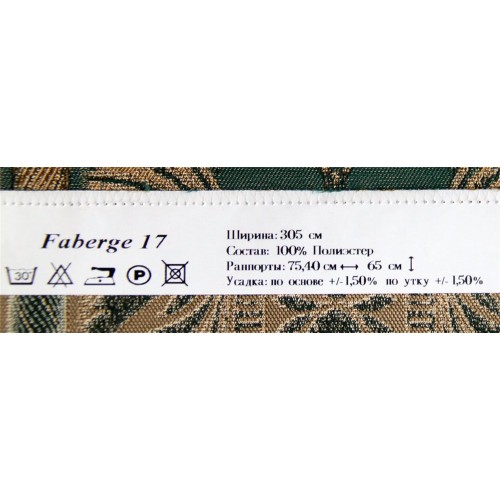 Faberge 17
30°
P
Ширина: 305 см
Состав: 100% Полиэстер
Раппорты: 75,40 см ⟷ 65 см ↕
Усадка: по основе +/- 1,50% по утку +/- 1,50%